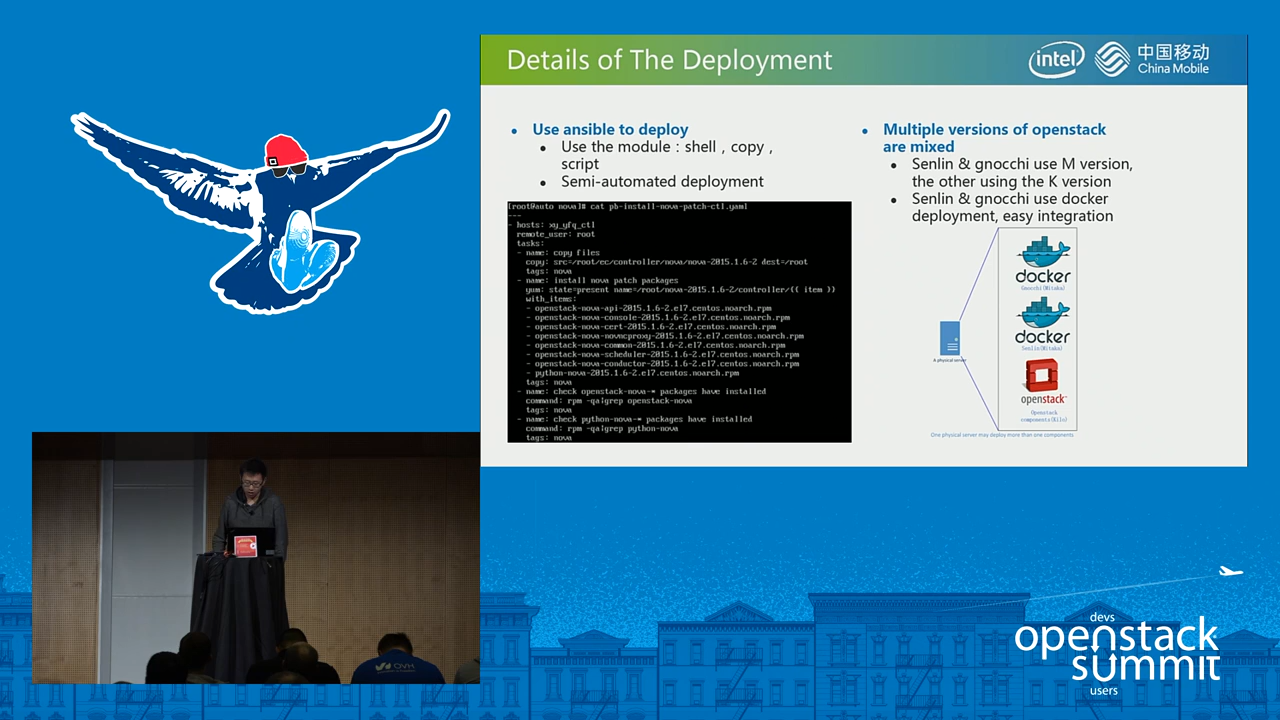 Details of The Deployment
intel
中国移动
China Mobile
Use ansible to deploy
Use the module：shell，copy，
script
Semi-automated deployment
[root@auto nova]# cat pb-install-nova-patch-ctl.yaml
---
- hosts: xy_yfq_ctl
remote_user: root
tasks:
- name: copy files
copy: src=/root/ec/controller/nova/nova-2015.1.6-2 dest=/root
tags: nova
- name: install nova patch packages
yum: state=present name=/root/nova-2015.1.6-2/controller/{{ item }}
with_items:
- openstack-nova-api-2015.1.6-2.el7.centos.noarch.rpm
- openstack-nova-console-2015.1.6-2.el7.centos.noarch.rpm
- openstack-nova-cert-2015.1.6-2.el7.centos.noarch.rpm
- openstack-nova-novncproxy-2015.1.6-2.el7.centos.noarch.rpm
- openstack-nova-common-2015.1.6-2.el7.centos.noarch.rpm
- openstack-nova-scheduler-2015.1.6-2.el7.centos.noarch.rpm
- openstack-nova-conductor-2015.1.6-2.el7.centos.noarch.rpm
- python-nova-2015.1.6-2.el7.centos.noarch.rpm
tags: nova
- name: check openstack-nova-* packages have installed
command: rpm -qa|grep openstack-nova
tags: nova
- name: check python-nova-* packages have installed
command: rpm -qa|grep python-nova
tags: nova
Multiple versions of openstack
are mixed
Senlin & gnocchi use M version,
the other using the K version
Senlin & gnocchi use docker
deployment, easy integration
docker
Gnocchi(Mitaka)
docker
Senlin(Mitaka)
openstack™
Openstack
components(Kilo)
A physical server
One physical server may deploy more than one components
OVH
devs
openstack
summit
users